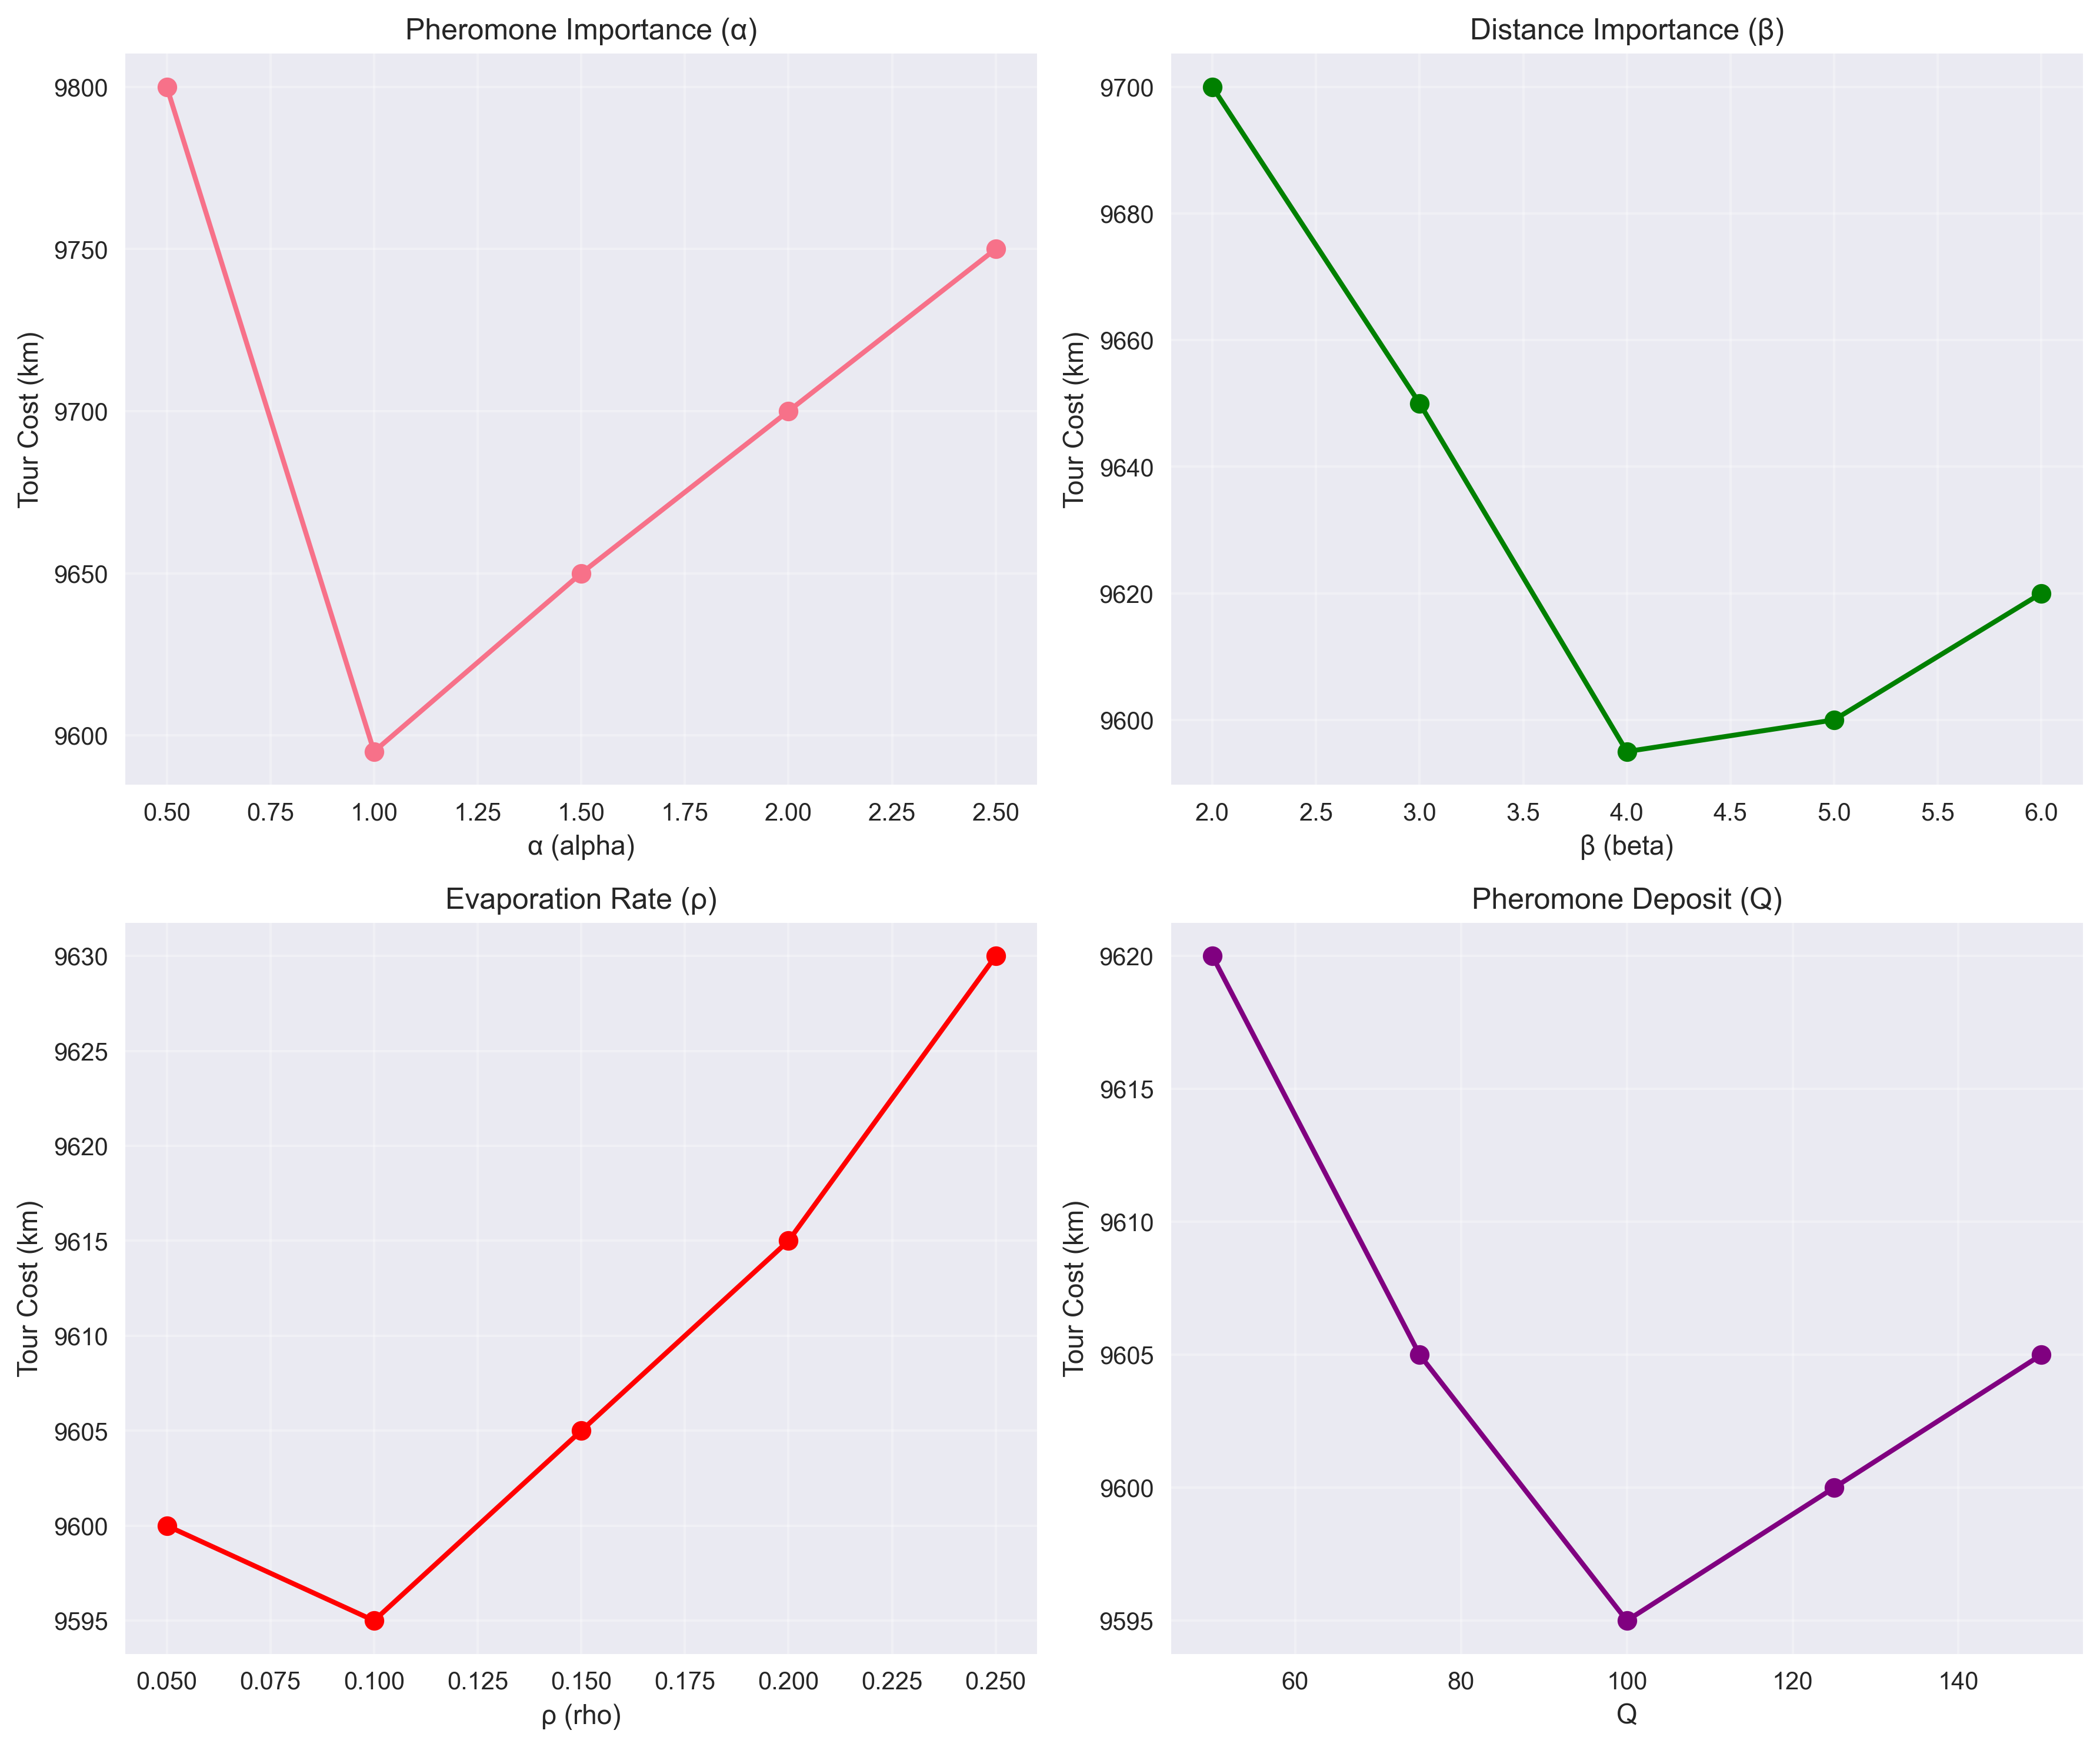 Pheromone Importance (α)
9800
9750
9700
9650
9600
Tour Cost (km)
0.50 0.75 1.00 1.25 1.50 1.75 2.00 2.25 2.50
α (alpha)
Distance Importance (β)
9700
9680
9660
9640
9620
9600
Tour Cost (km)
2.0 2.5 3.0 3.5 4.0 4.5 5.0 5.5 6.0
β (beta)
Evaporation Rate (ρ)
9630
9625
9620
9615
9610
9605
9600
9595
Tour Cost (km)
0.050 0.075 0.100 0.125 0.150 0.175 0.200 0.225 0.250
ρ (rho)
Pheromone Deposit (Q)
9620
9615
9610
9605
9600
9595
Tour Cost (km)
60 80 100 120 140
Q